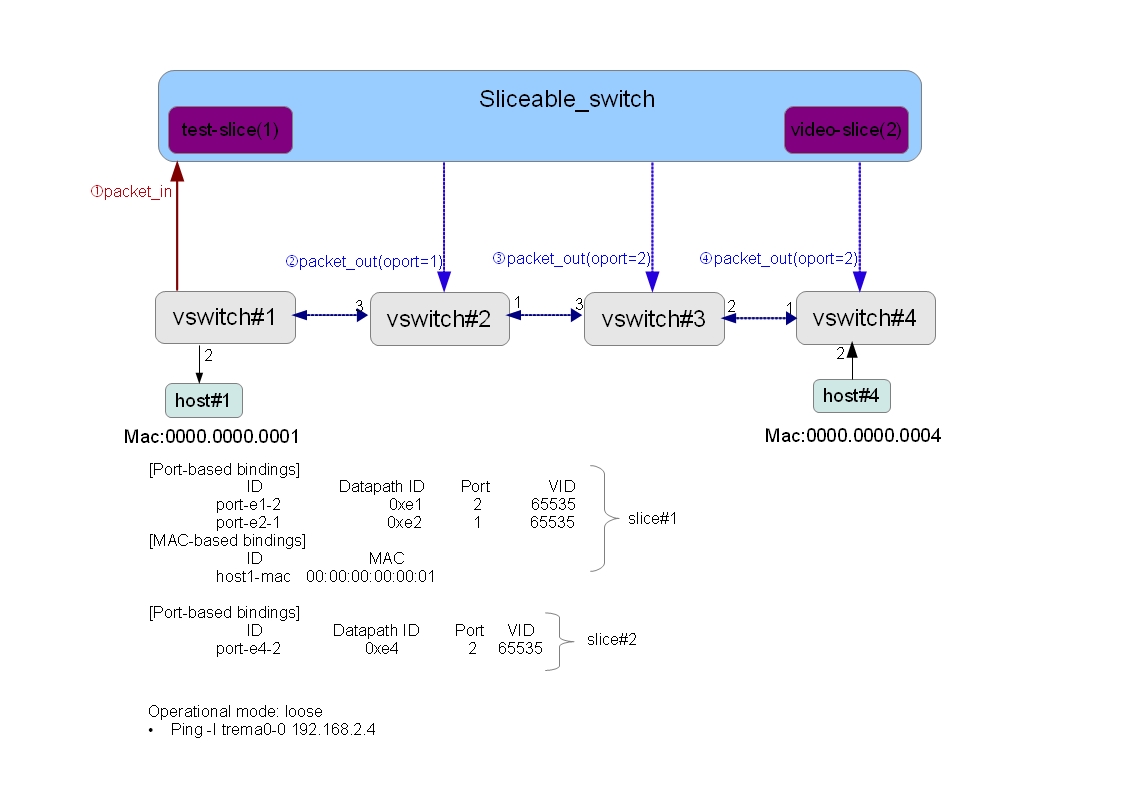 Sliceable_switch
test-slice(1)
video-slice(2)
①packet_in
②packet_out(oport=1)
③packet_out(oport=2)
④packet_out(oport=2)
vswitch#1
3
vswitch#2
1
3
vswitch#3
2
1
vswitch#4
2
2
host#1
host#4
Mac:0000.0000.0001
Mac:0000.0000.0004
[Port-based bindings]
ID Datapath ID Port VID
port-e1-2 0xe1 2 65535
port-e2-1 0xe2 1 65535
slice#1
[MAC-based bindings]
ID MAC
host1-mac 00:00:00:00:00:01
[Port-based bindings]
ID Datapath ID Port VID
port-e4-2 0xe4 2 65535
slice#2
Operational mode: loose
• Ping -I trema0-0 192.168.2.4